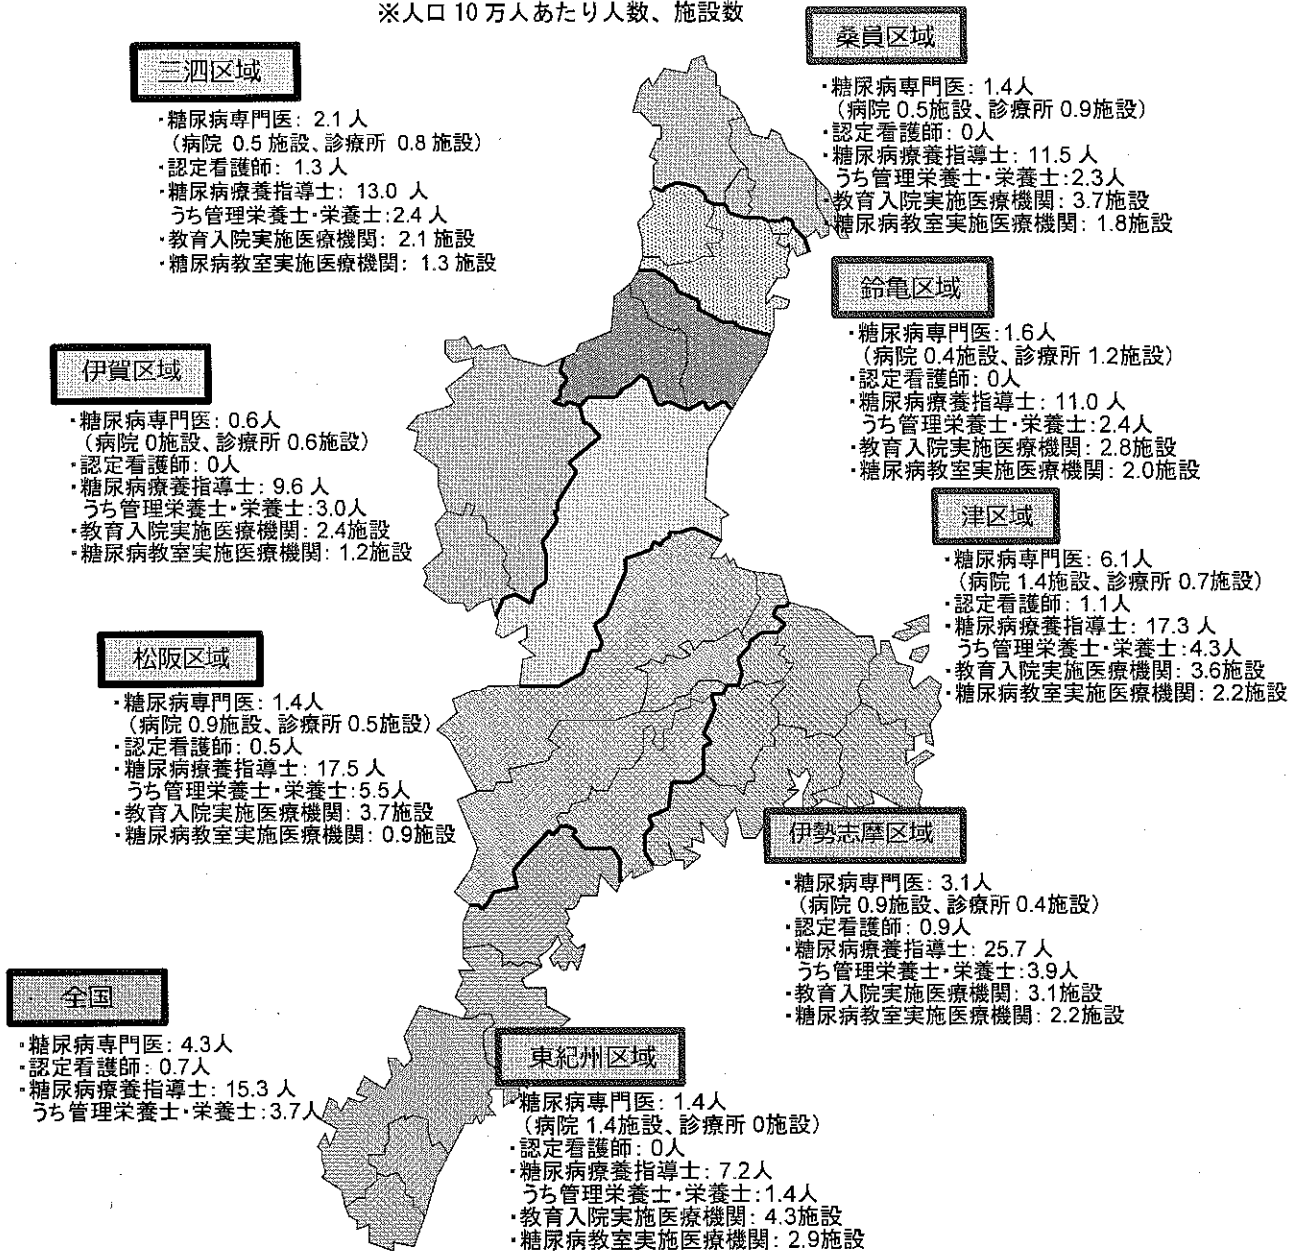 ※人口 10 万人あたり人数、施設数
桑員区域
・糖尿病専門医: 1.4人
(病院 0.5施設、診療所 0.9施設)
・認定看護師: 0人
・糖尿病療養指導士: 11.5 人
うち管理栄養士・栄養士:2.3人
・教育入院実施医療機関: 3.7施設
・糖尿病教室実施医療機関: 1.8施設
三泗区域
・糖尿病専門医: 2.1 人
(病院 0.5 施設、診療所 0.8 施設)
・認定看護師: 1.3 人
・糖尿病療養指導士: 13.0 人
うち管理栄養士・栄養士:2.4 人
・教育入院実施医療機関: 2.1 施設
・糖尿病教室実施医療機関: 1.3 施設
鈴亀区域
・糖尿病専門医:1.6人
(病院 0.4施設、診療所 1.2施設)
・認定看護師: 0人
・糖尿病療養指導士: 11.0 人
うち管理栄養士・栄養士:2.4人
・教育入院実施医療機関: 2.8施設
・糖尿病教室実施医療機関: 2.0施設
伊賀区域
・糖尿病専門医: 0.6人
(病院 0施設、診療所 0.6施設)
・認定看護師: 0人
・糖尿病療養指導士: 9.6 人
うち管理栄養士・栄養士: 3.0人
・教育入院実施医療機関: 2.4施設
・糖尿病教室実施医療機関: 1.2施設
津区域
・糖尿病専門医: 6.1人
(病院 1.4施設、診療所 0.7施設)
・認定看護師: 1.1人
・糖尿病療養指導士: 17.3 人
うち管理栄養士・栄養士:4.3人
・教育入院実施医療機関: 3.6施設
・糖尿病教室実施医療機関: 2.2施設
松阪区域
・糖尿病専門医: 1.4人
(病院 0.9施設、診療所 0.5施設)
・認定看護師: 0.5人
・糖尿病療養指導士: 17.5 人
うち管理栄養士・栄養士: 5.5人
・教育入院実施医療機関: 3.7施設
・糖尿病教室実施医療機関: 0.9施設
伊勢志摩区域
・糖尿病専門医: 3.1人
(病院 0.9施設、診療所 0.4施設)
・認定看護師: 0.9人
・糖尿病療養指導士: 25.7 人
うち管理栄養士・栄養士:3.9人
・教育入院実施医療機関: 3.1施設
・糖尿病教室実施医療機関: 2.2施設
全国
・糖尿病専門医: 4.3人
・認定看護師: 0.7人
・糖尿病療養指導士: 15.3 人
うち管理栄養士・栄養士:3.7人
東紀州区域
・糖尿病専門医: 1.4人
(病院 1.4施設、診療所 0施設)
・認定看護師: 0人
・糖尿病療養指導士: 7.2人
うち管理栄養士・栄養士:1.4人
・教育入院実施医療機関: 4.3施設
・糖尿病教室実施医療機関: 2.9施設